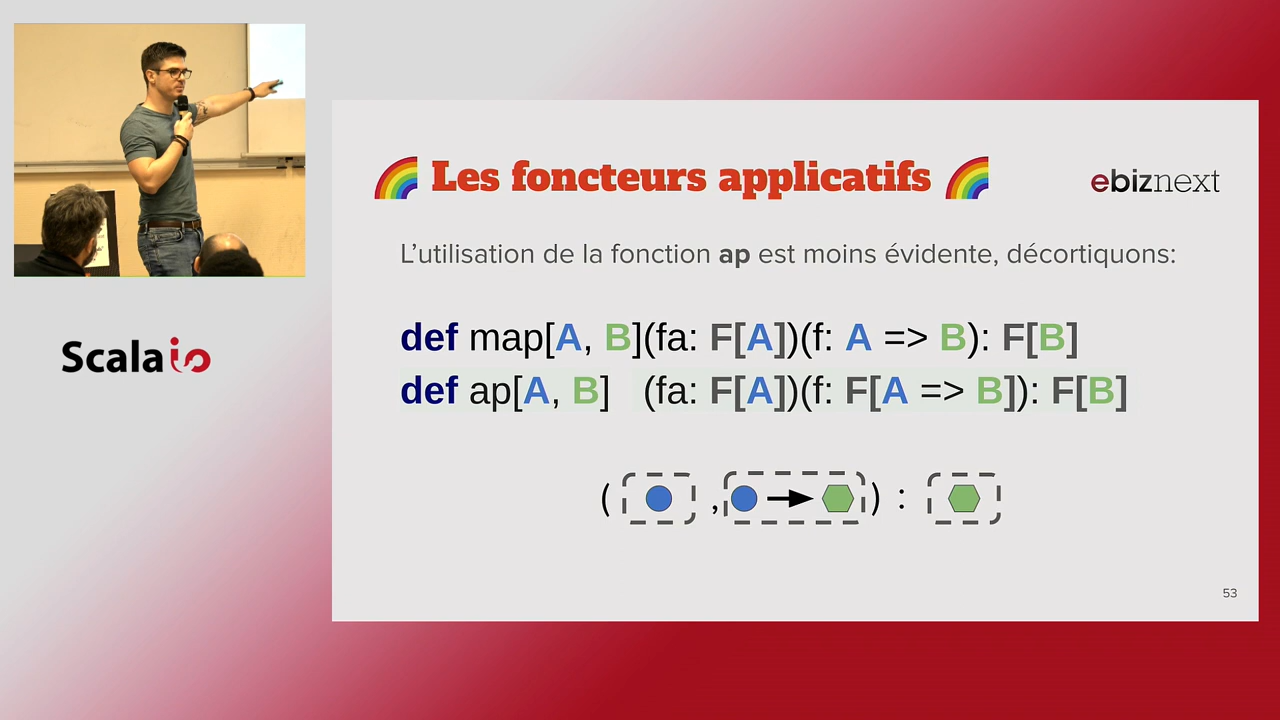 Les foncteurs applicatifs
ebiznext
L'utilisation de la fonction ap est moins évidente, décortiquons:
def map[A, B](fa: F[A])(f: A => B): F[B]
def ap[A, B] (fa: F[A])(f: F[A => B]): F[B]
( , ) :
Scala io
53